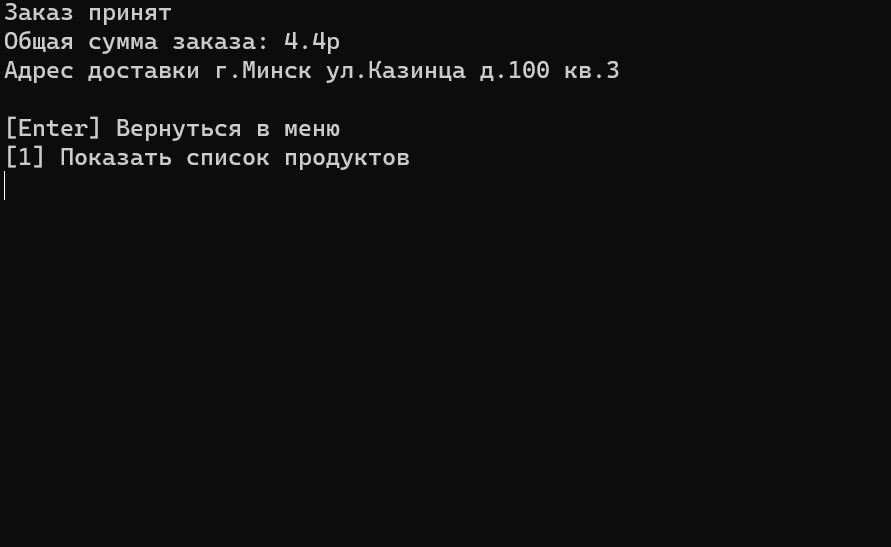 Заказ принят
Общая сумма заказа: 4.4р
Адрес доставки г.Минск ул.Казинца д.100 кв.3
[Enter] Вернуться в меню
[1] Показать список продуктов